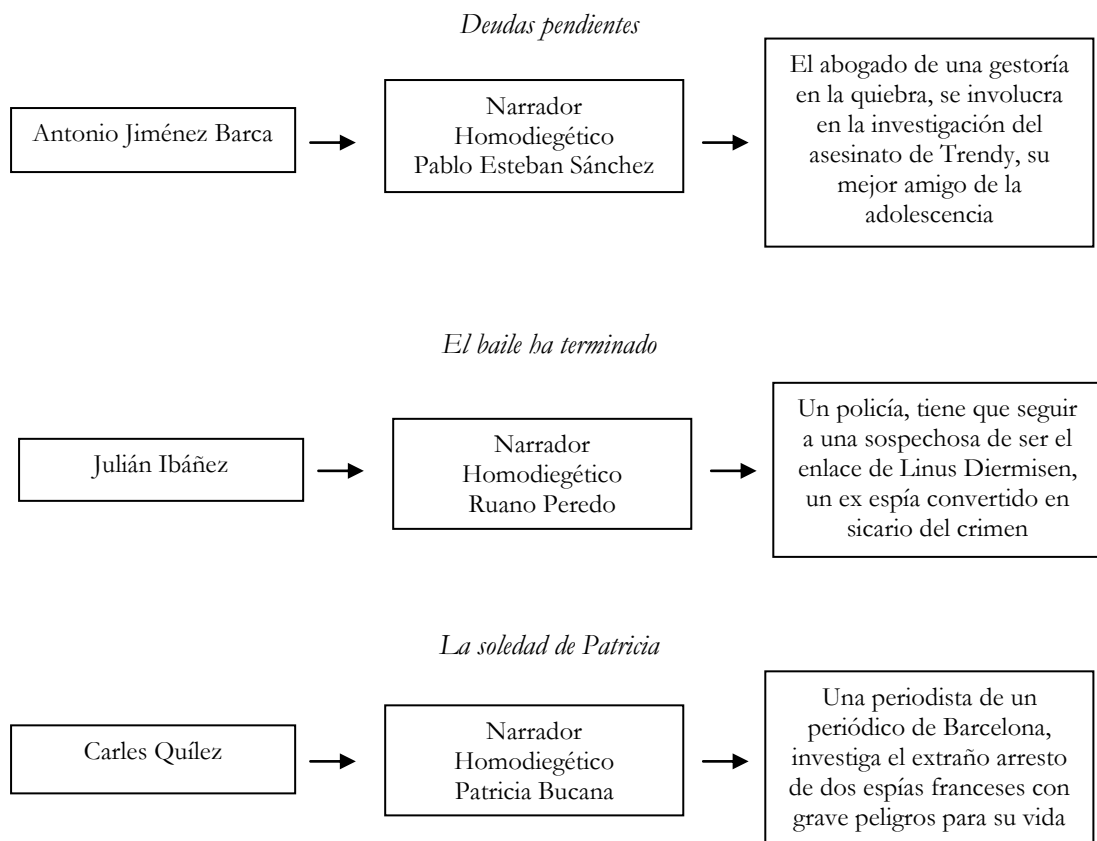 Deudas pendientes
Antonio Jiménez Barca
Narrador
Homodiegético
Pablo Esteban Sánchez
El abogado de una gestoría
en la quiebra, se involucra
en la investigación del
asesinato de Trendy, su
mejor amigo de la
adolescencia
El baile ha terminado
Julián Ibáñez
Narrador
Homodiegético
Ruano Peredo
Un policía, tiene que seguir
a una sospechosa de ser el
enlace de Linus Diermisen,
un ex espía convertido en
sicario del crimen
La soledad de Patricia
Carles Quílez
Narrador
Homodiegético
Patricia Bucana
Una periodista de un
periódico de Barcelona,
investiga el extraño arresto
de dos espías franceses con
grave peligros para su vida